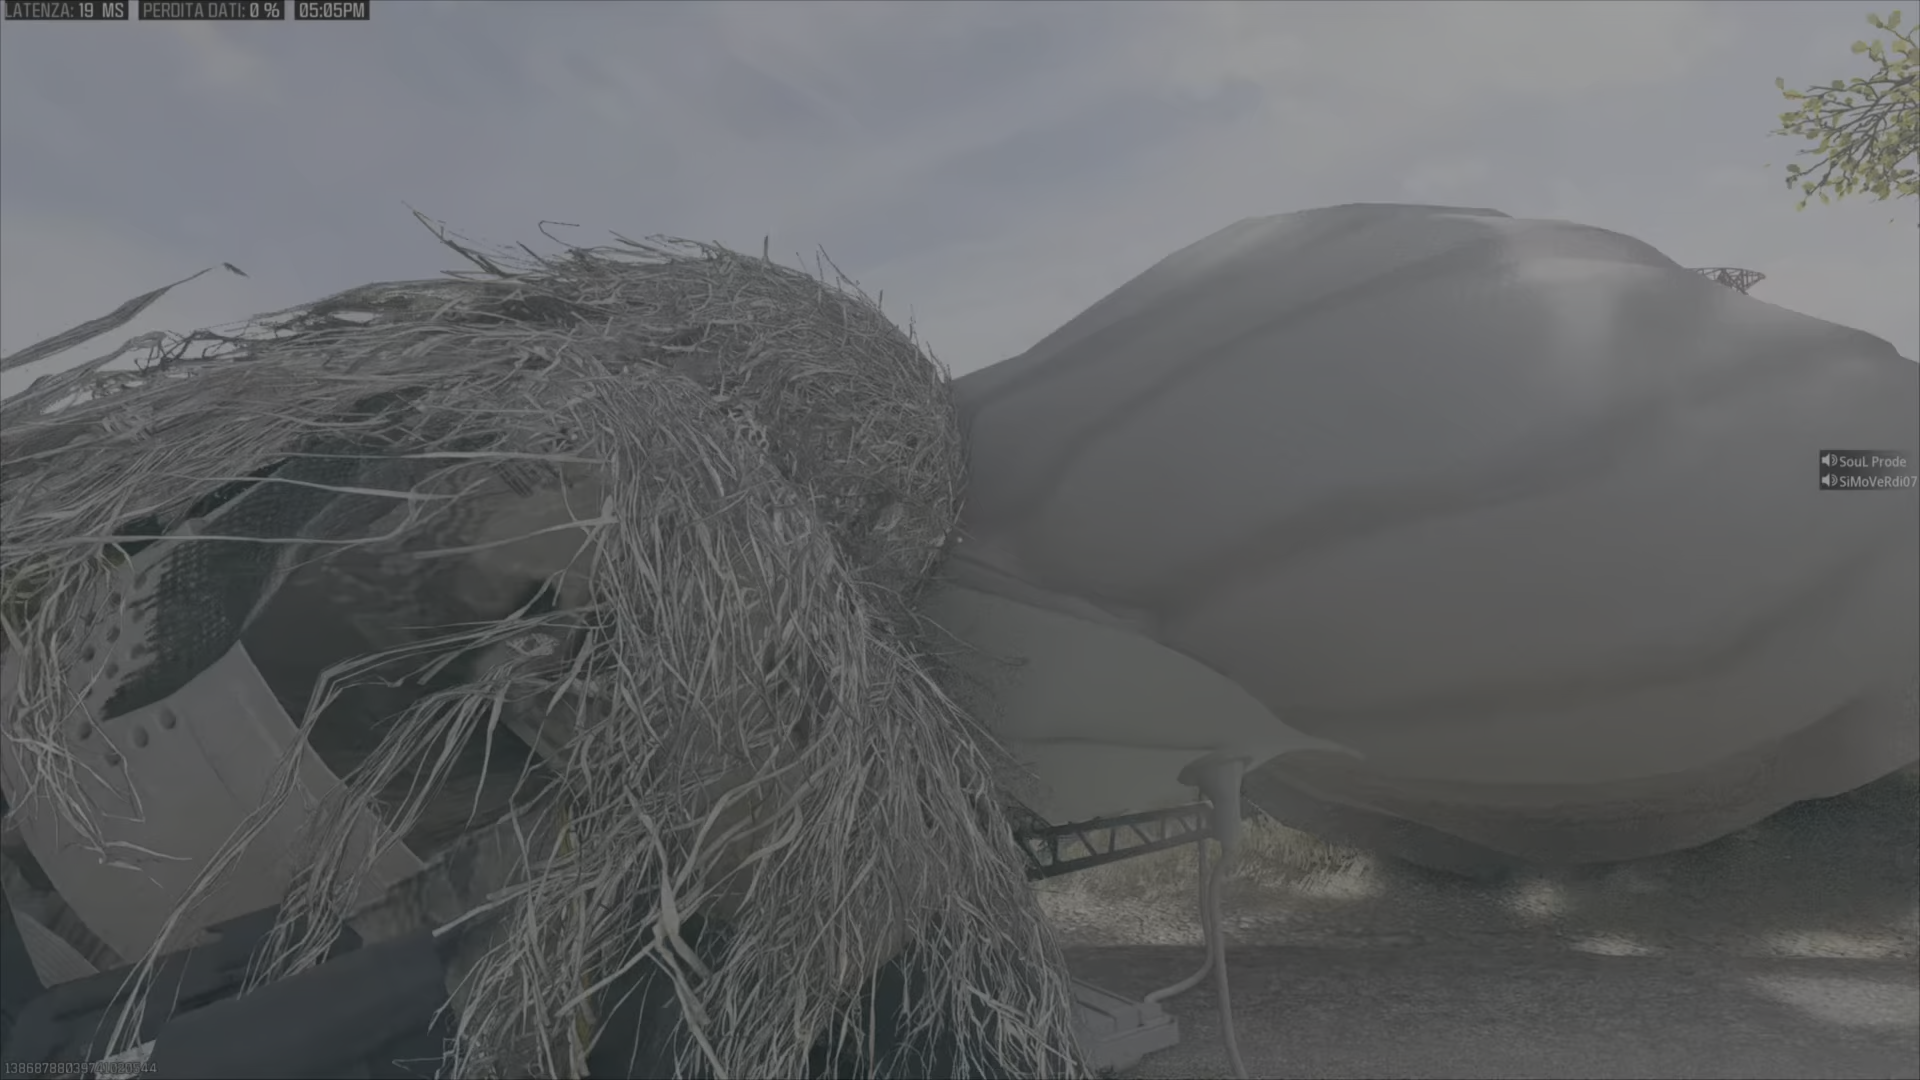 LATENZA: 19 MS PERDITA DATI: 0 % 05:05PM
SouL Prode
SiMoVeRdi07